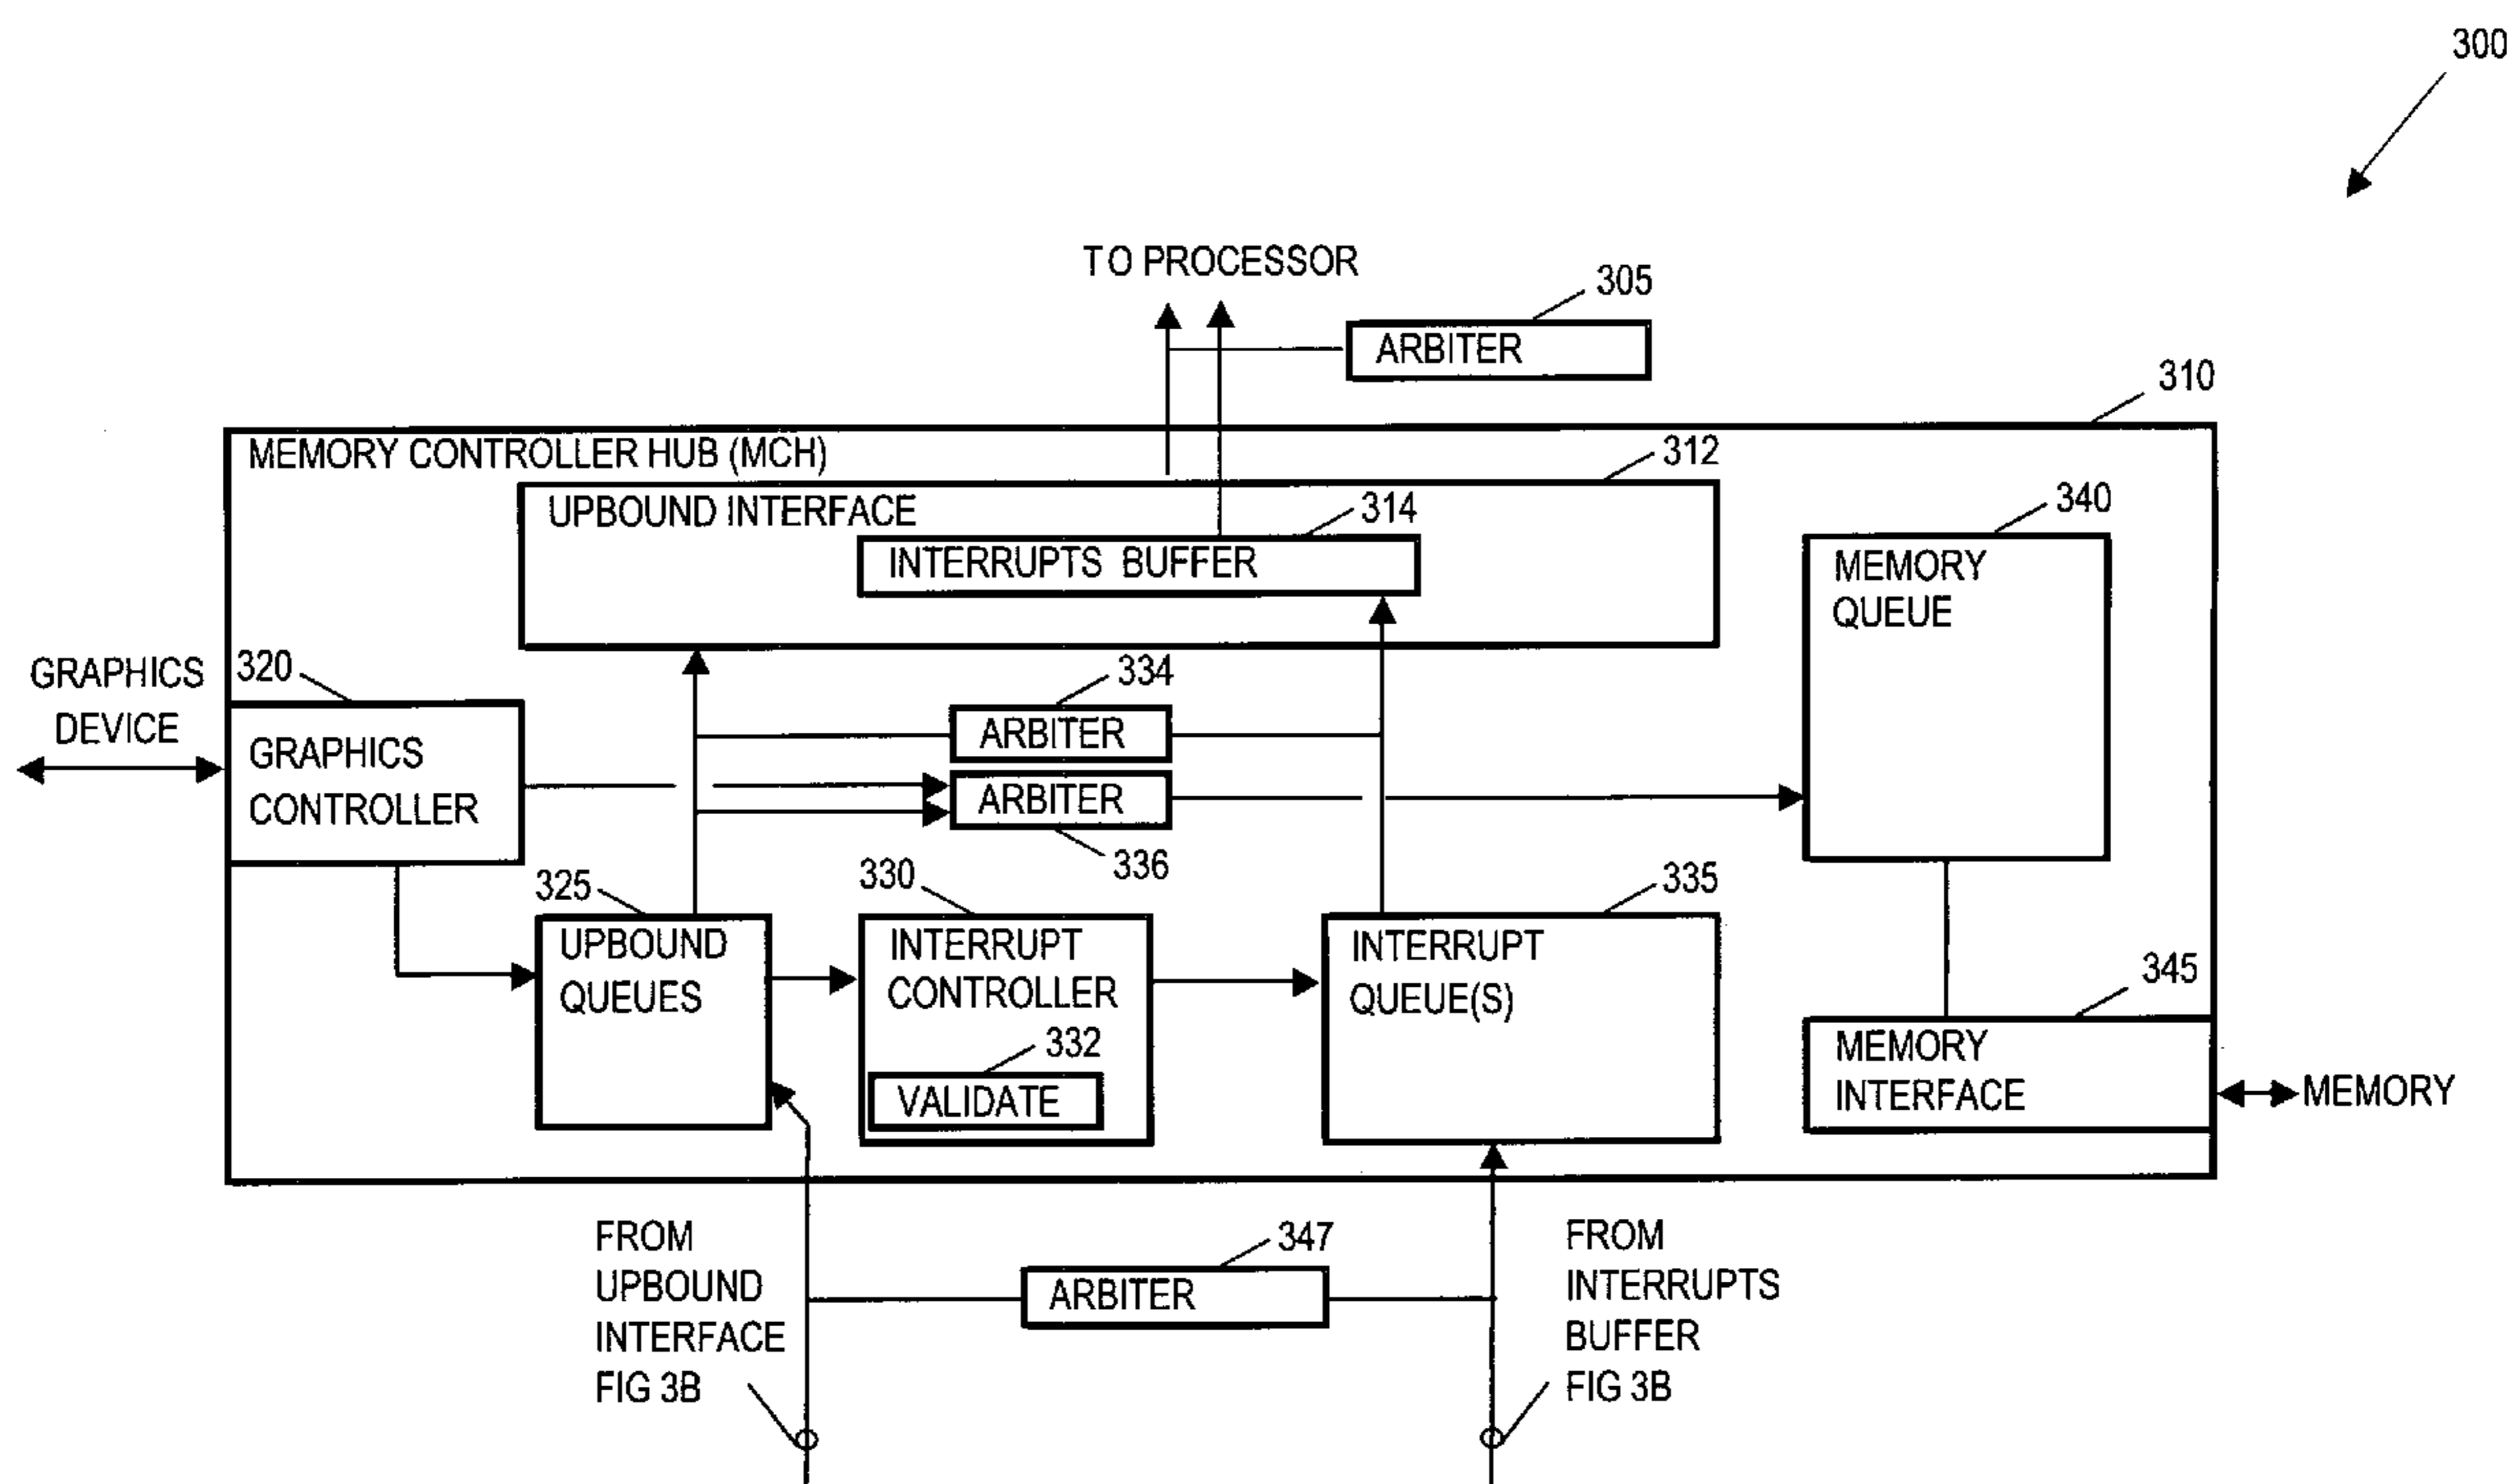 300
TO PROCESSOR
305
ARBITER
310
MEMORY CONTROLLER HUB (MCH)
312
UPBOUND INTERFACE
314
INTERRUPTS BUFFER
340
MEMORY
QUEUE
GRAPHICS
DEVICE
320
GRAPHICS
CONTROLLER
334
ARBITER
ARBITER
336
325
UPBOUND
QUEUES
330
INTERRUPT
CONTROLLER
332
VALIDATE
335
INTERRUPT
QUEUE(S)
345
MEMORY
INTERFACE
MEMORY
FROM
UPBOUND
INTERFACE
FIG 3B
347
ARBITER
FROM
INTERRUPTS
BUFFER
FIG 3B